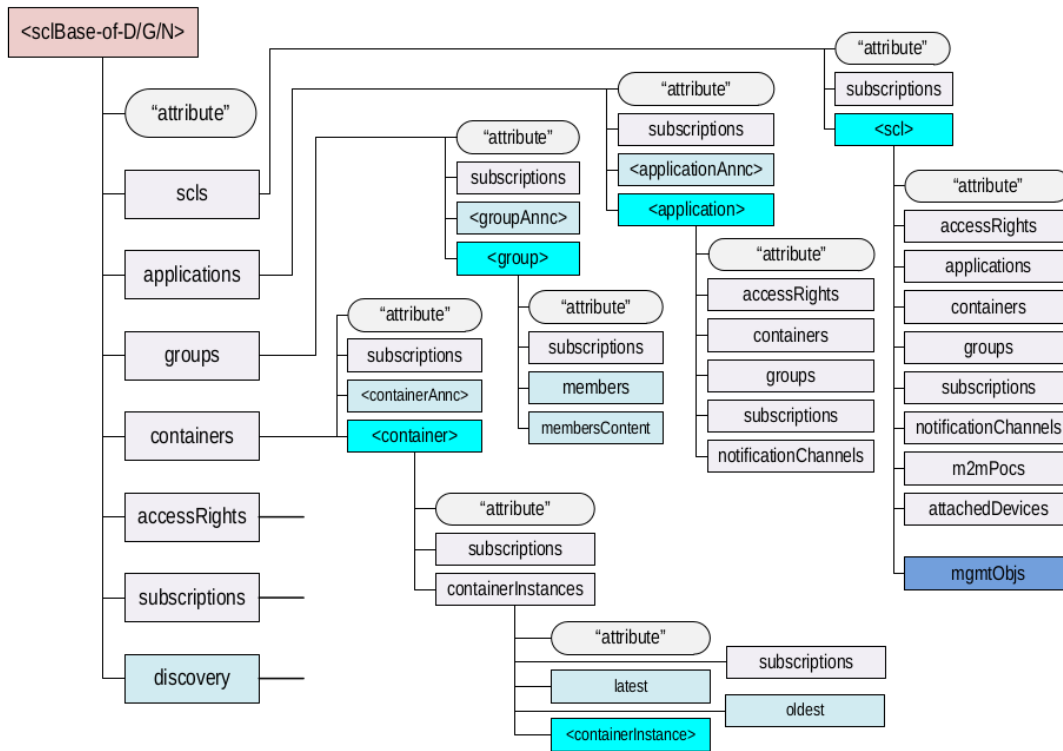 <sclBase-of-D/G/N>
“attribute”
scls
applications
groups
containers
accessRights
subscriptions
discovery
“attribute”
subscriptions
<scl>
“attribute”
accessRights
applications
containers
groups
subscriptions
notificationChannels
m2mPocs
attachedDevices
mgmtObjs
“attribute”
subscriptions
<applicationAnnc>
<application>
“attribute”
accessRights
containers
groups
subscriptions
notificationChannels
“attribute”
subscriptions
<groupAnnc>
<group>
“attribute”
subscriptions
members
membersContent
“attribute”
subscriptions
<containerAnnc>
<container>
“attribute”
subscriptions
containerInstances
“attribute”
subscriptions
latest
oldest
<containerInstance>